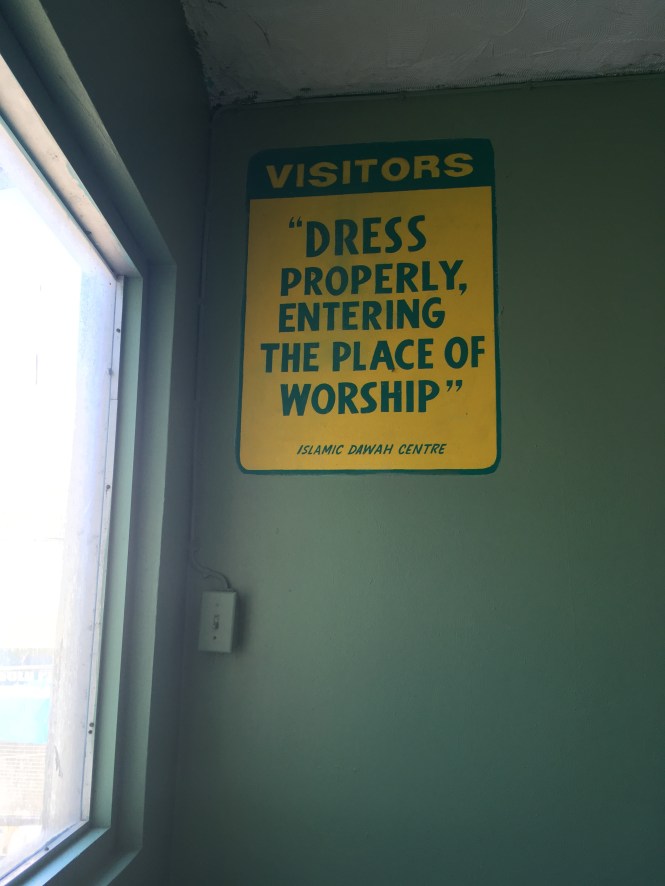 VISITORS
“DRESS
PROPERLY,
ENTERING
THE PLACE OF
WORSHIP”
ISLAMIC DAWAH CENTRE